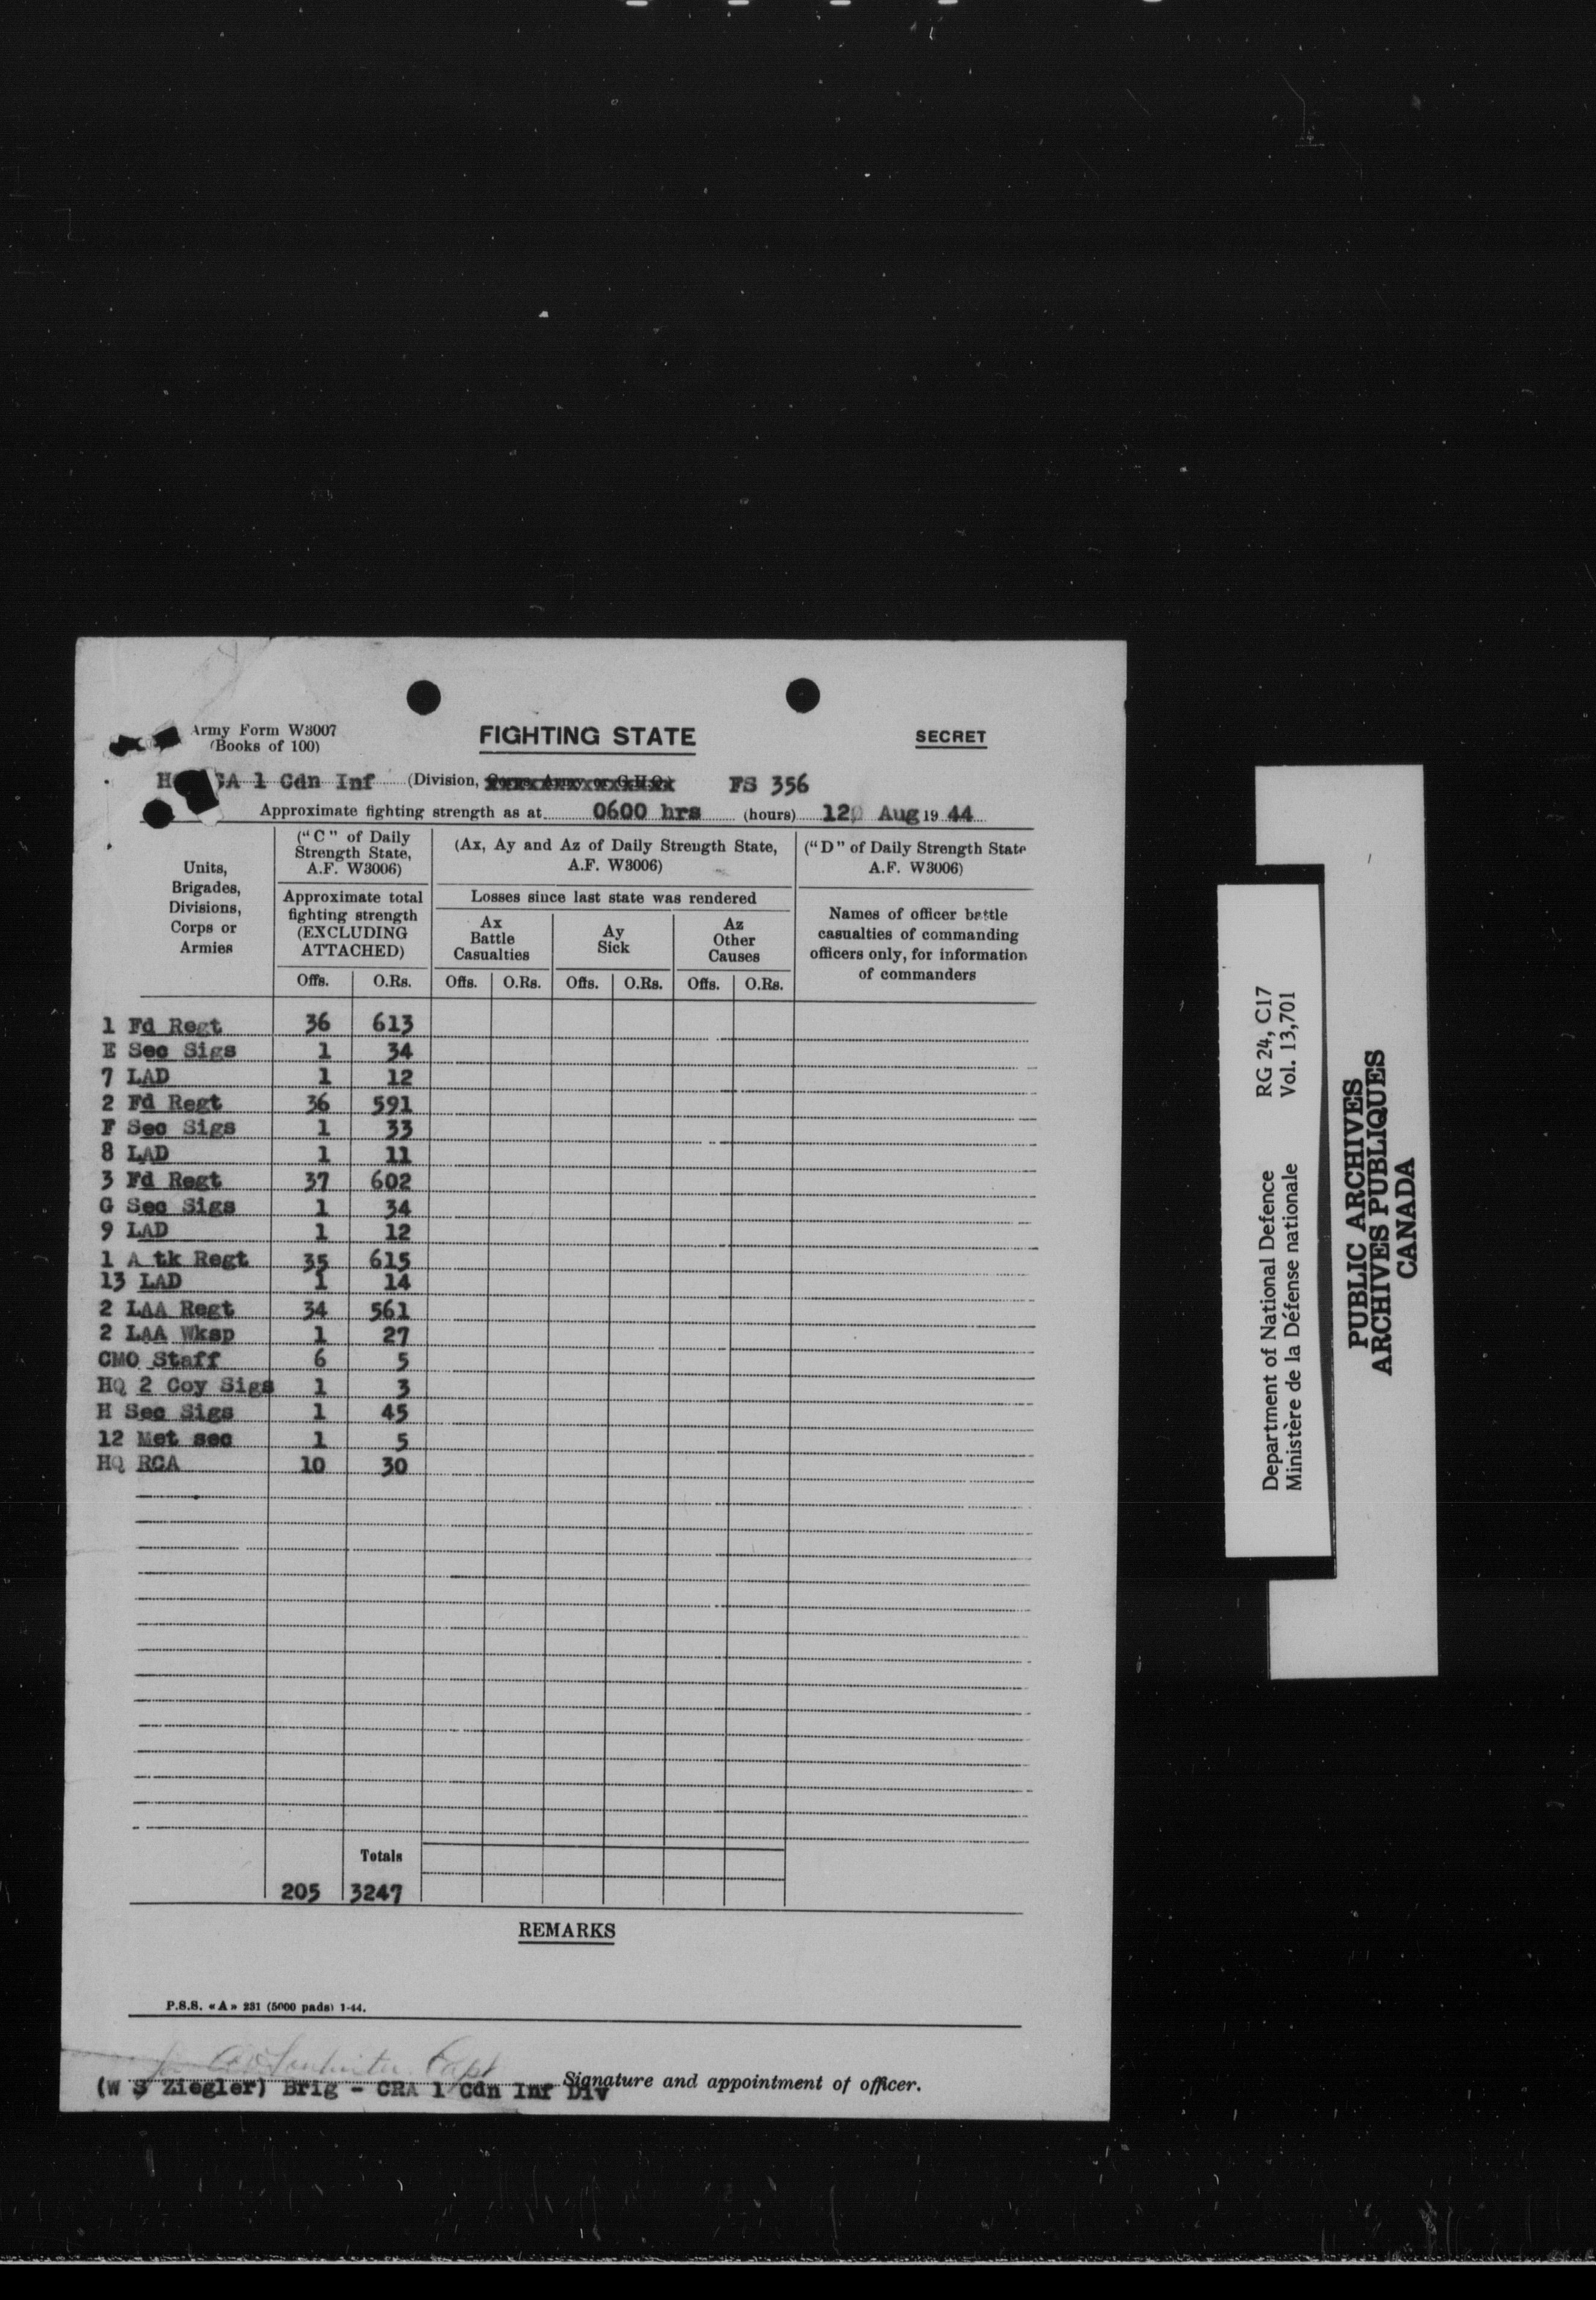 Army Form W3007
(Books of 100)
FIGHTING STATE
SECRET
CA 1 Cdn Inf (Division, Corps, Army or G.H.Q.) FS 356
Approximate fighting strength as at 0600 hrs (hours) 12 Aug 1944
Units, Brigades, Divisions, Corps or Armies
("C" of Daily Strength State, A.F. W3006)
Approximate total fighting strength (EXCLUDING ATTACHED)
Offs. O.Rs.
(Ax, Ay and Az of Daily Strength State, A.F. W3006)
Losses since last state was rendered
Ax Battle Casualties
Ay Sick
Az Other Causes
Offs. O.Rs. Offs. O.Rs. Offs. O.Rs.
("D" of Daily Strength State A.F. W3006)
Names of officer battle casualties of commanding officers only, for information of commanders
1 Fd Regt 36 613
E Sec Sigs 1 34
7 LAD 1 12
2 Fd Regt 36 591
F Sec Sigs 1 33
8 LAD 1 11
3 Fd Regt 37 602
G Sec Sigs 1 34
9 LAD 1 12
1 A tk Regt 35 615
13 LAD 1 14
2 LAA Regt 34 561
2 LAA Wksp 1 27
CMO Staff 6 5
HQ 2 Coy Sigs 1 3
H Sec Sigs 1 45
12 Met sec 1 5
HQ RCA 10 30
Totals
205 3247
REMARKS
P.S.S. «A» 231 (5000 pads) 1-44.
Capt
(W S Ziegler) Brig - CRA 1 Cdn Inf Div
Signature and appointment of officer.
Department of National Defence RG 24, C17
Ministère de la Défense nationale Vol. 13,701
PUBLIC ARCHIVES
ARCHIVES PUBLIQUES
CANADA